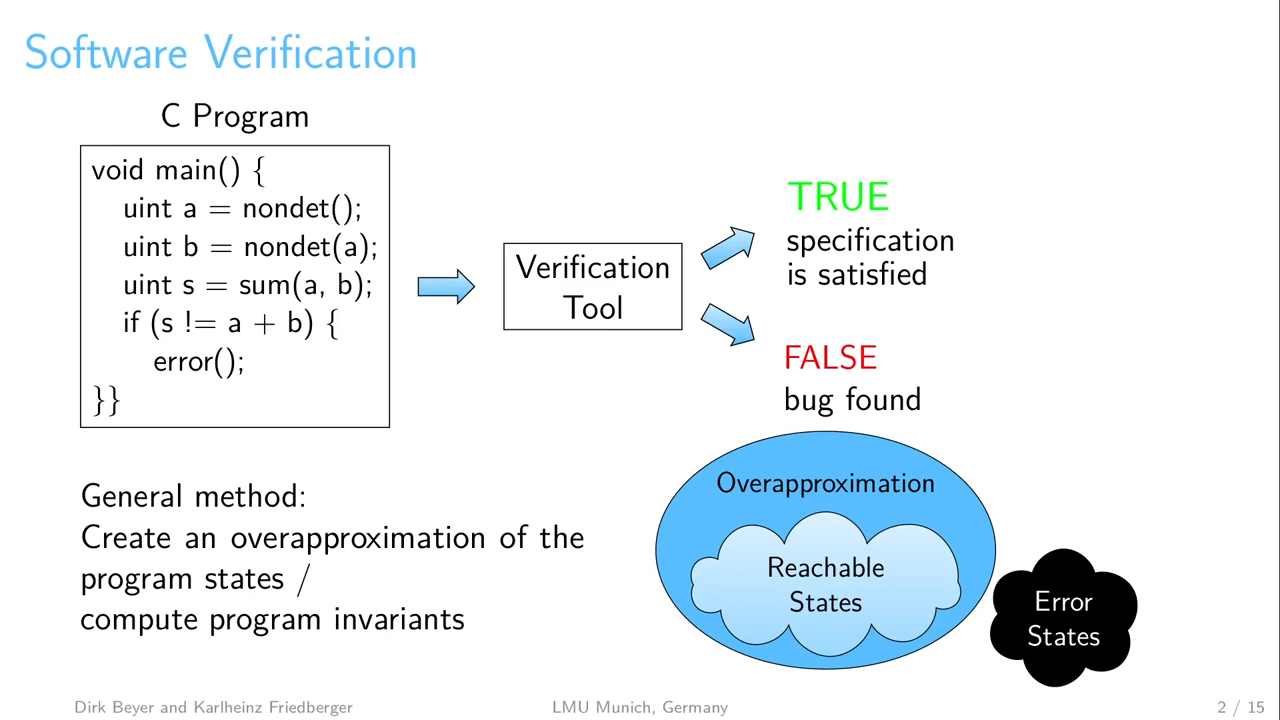 Software Verification
C Program
void main() {
uint a = nondet();
uint b = nondet(a);
uint s = sum(a, b);
if (s != a + b) {
error();
}}
Verification
Tool
TRUE
specification
is satisfied
FALSE
bug found
General method:
Create an overapproximation of the
program states /
compute program invariants
Overapproximation
Reachable
States
Error
States
Dirk Beyer and Karlheinz Friedberger
LMU Munich, Germany
2 / 15